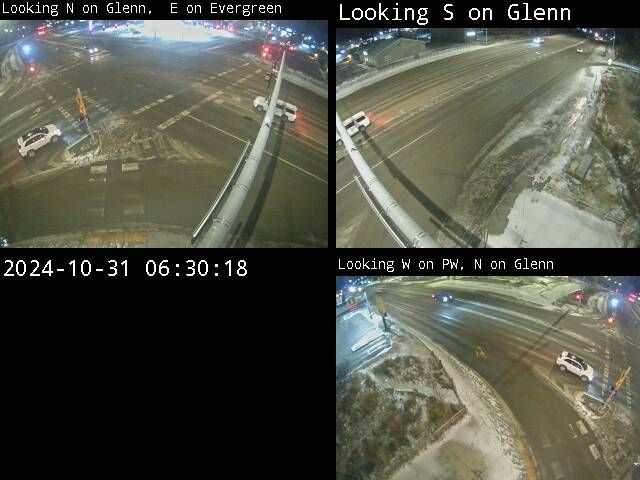 Looking N on Glenn, E on Evergreen
Looking S on Glenn
2024-10-31 06:30:18
Looking W on PW, N on Glenn